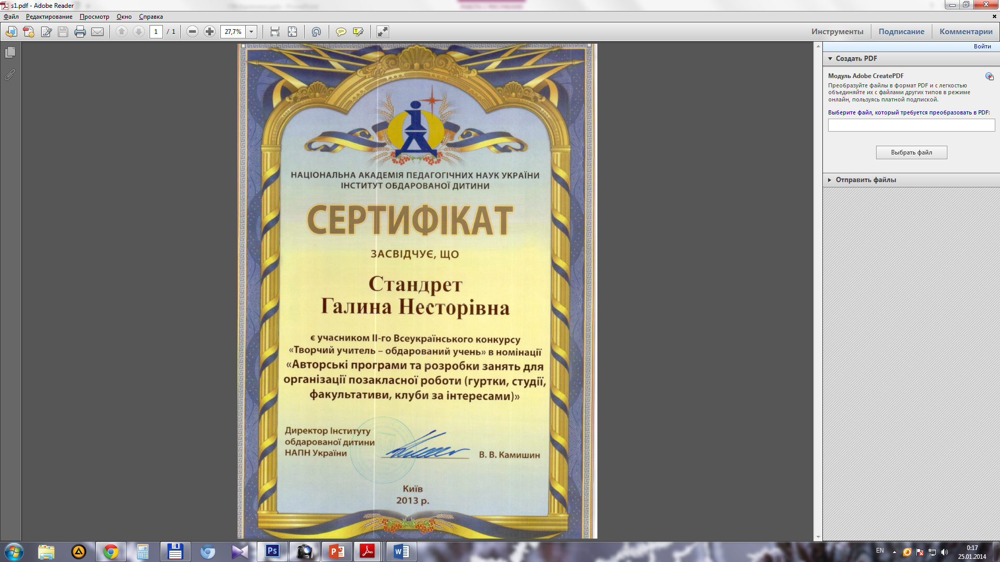 s1.pdf - Adobe Reader
Файл Редактирование Просмотр Окно Справка
1 / 1 27,7% Инструменты Подписание Комментарии
Войти
Создать PDF
Модуль Adobe CreatePDF
Преобразуйте файлы в формат PDF и с легкостью
объединяйте их с файлами других типов в режиме
онлайн, пользуясь платной подпиской.
Выберите файл, который требуется преобразовать в PDF:
Выбрать файл
Отправить файлы
НАЦІОНАЛЬНА АКАДЕМІЯ ПЕДАГОГІЧНИХ НАУК УКРАЇНИ
ІНСТИТУТ ОБДАРОВАНОЇ ДИТИНИ
СЕРТИФІКАТ
ЗАСВІДЧУЄ, ЩО
Стандрет
Галина Несторівна
є учасником ІІ-го Всеукраїнського конкурсу
«Творчий учитель – обдарований учень» в номінації
«Авторські програми та розробки занять для
організації позакласної роботи (гуртки, студії,
факультативи, клуби за інтересами)»
Директор Інституту
обдарованої дитини
НАПН України
В. В. Камишин
Київ
2013 р.
Ps
EN
0:17
25.01.2014